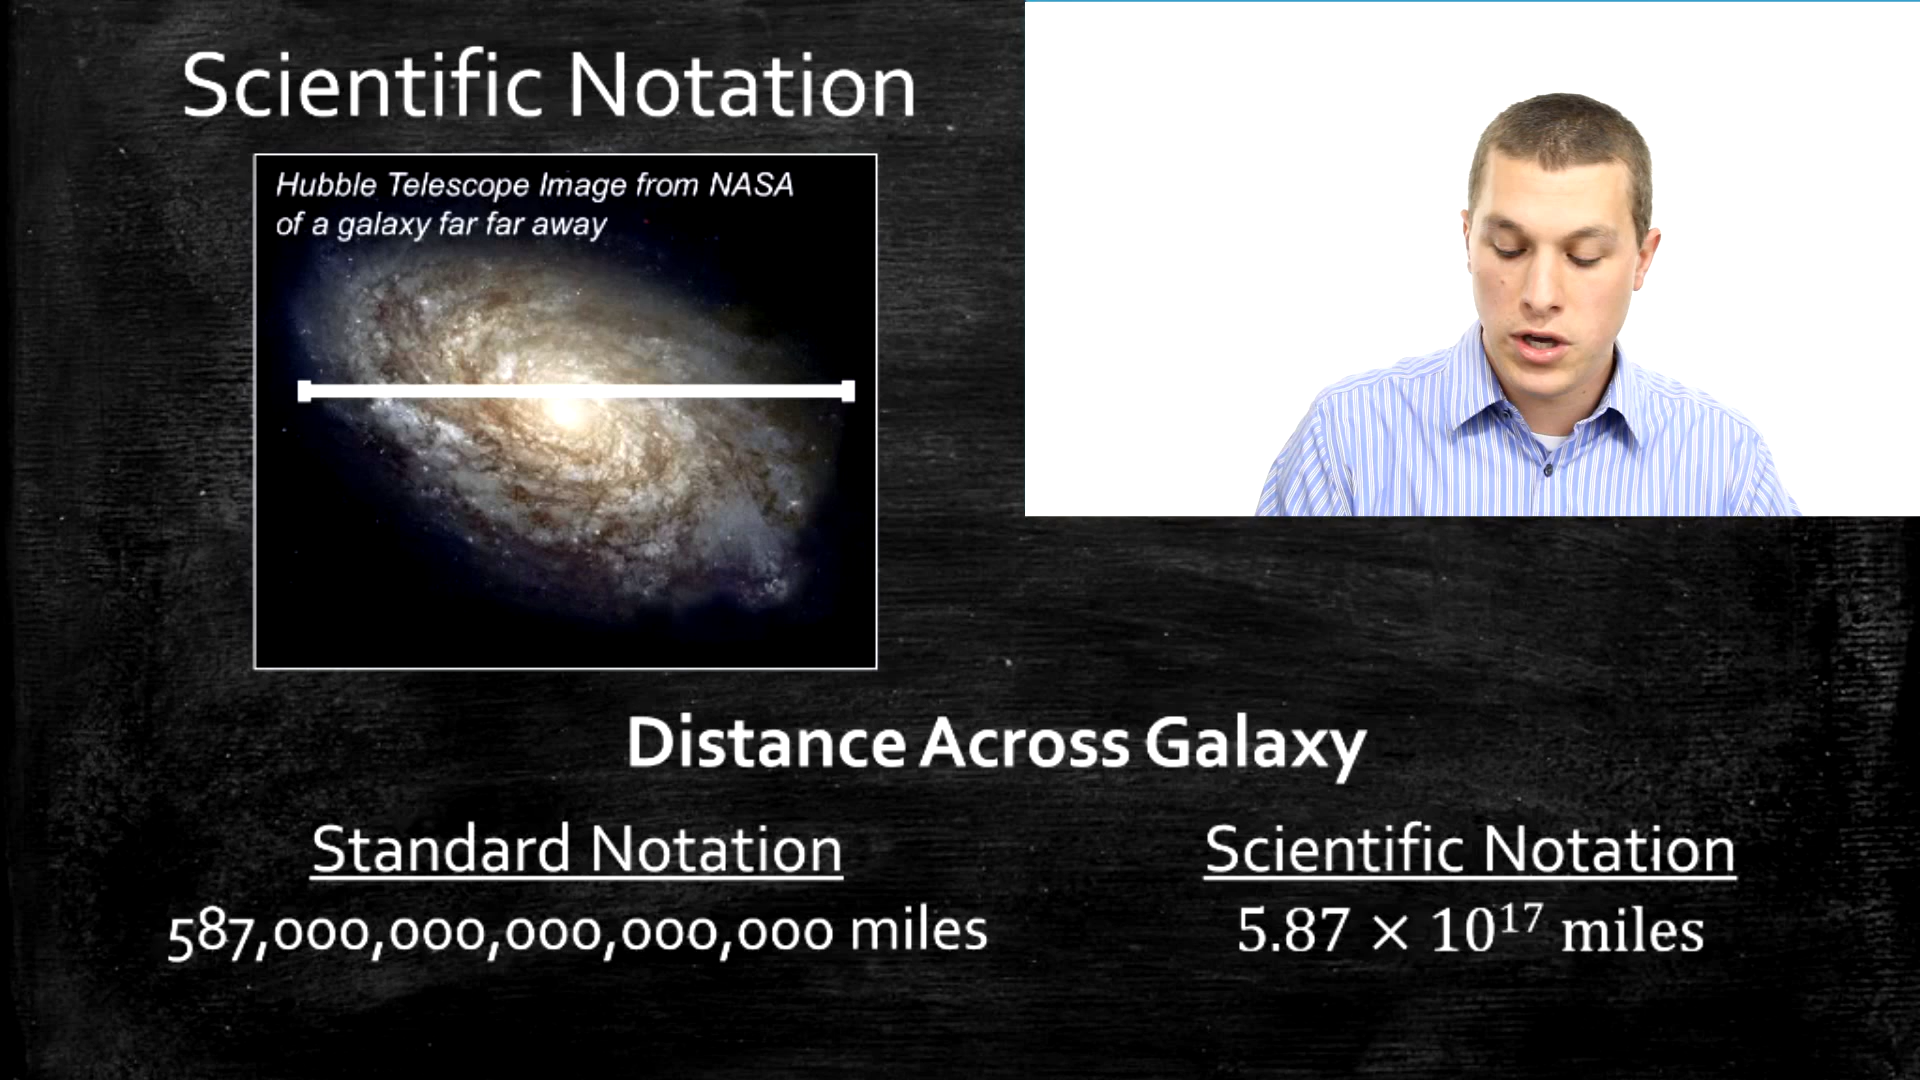 Scientific Notation
Hubble Telescope Image from NASA
of a galaxy far far away
Distance Across Galaxy
Standard Notation
587,000,000,000,000,000 miles
Scientific Notation
5.87 × 10¹⁷ miles